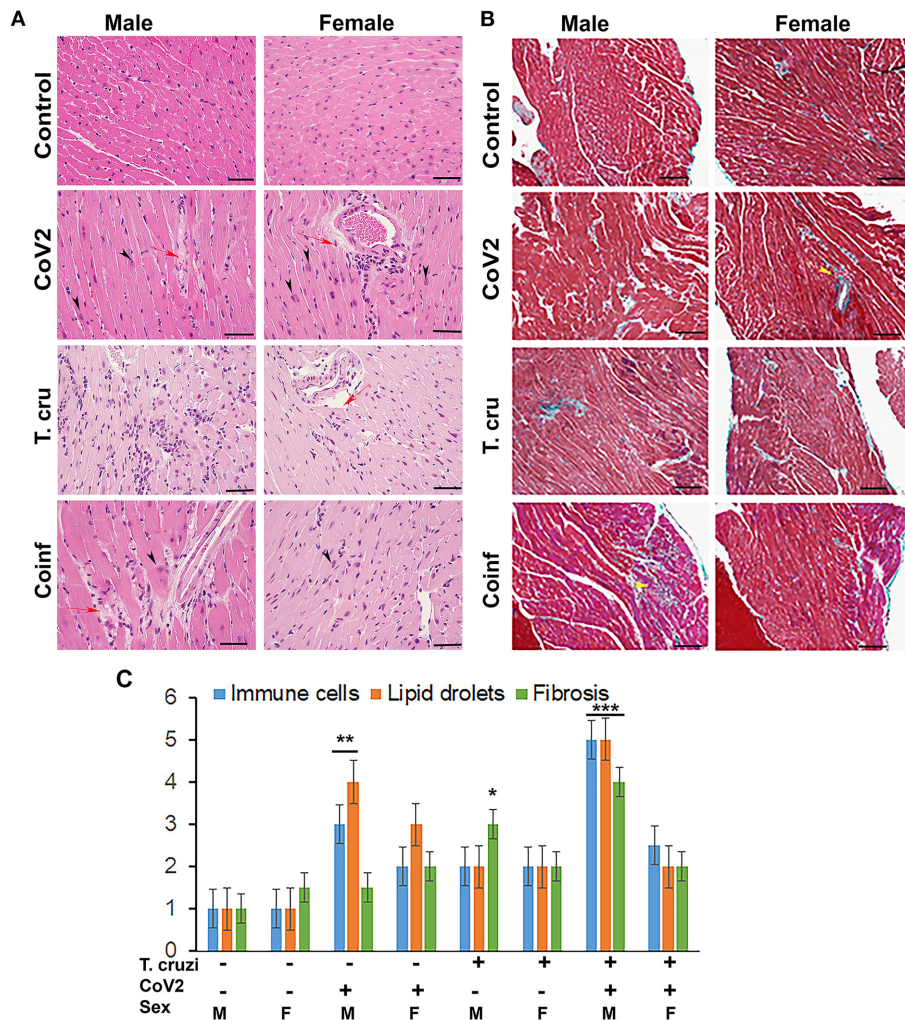 A Male Female
Control
CoV2
T. cru
Coinf
B Male Female
Control
CoV2
T. cru
Coinf
C
Immune cells Lipid drolets Fibrosis
6
5
4
3
2
1
0
**
*
***
T. cruzi - - - - + + + +
CoV2 - - + + - - + +
Sex M F M F M F M F